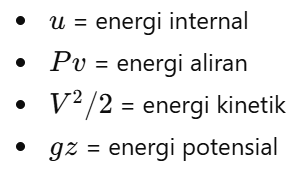 • u = energi internal
• Pv = energi aliran
• V²/2 = energi kinetik
• gz = energi potensial